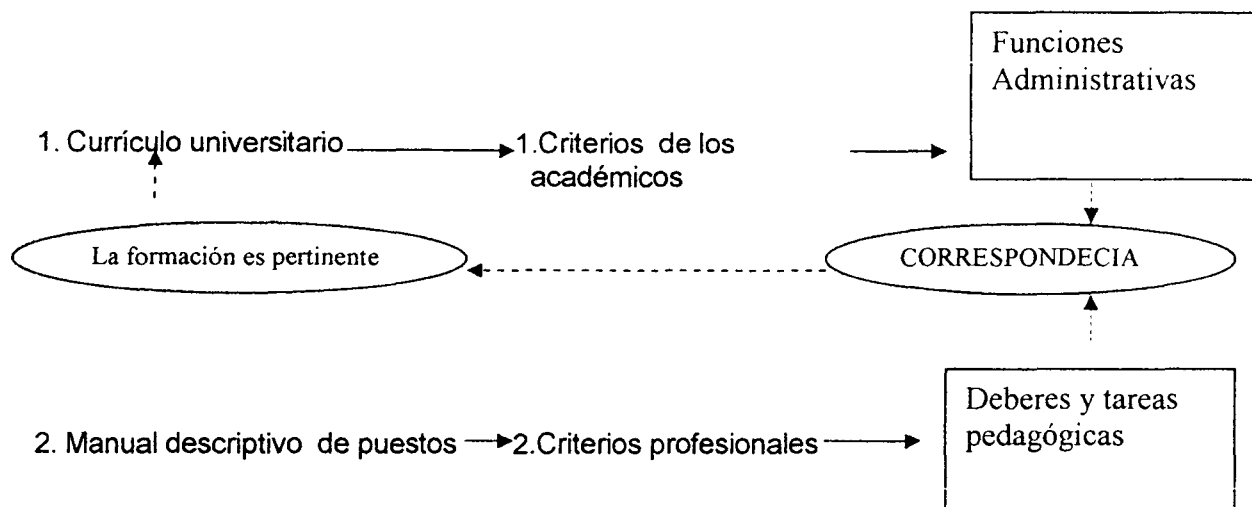 Funciones
Administrativas
1. Currículo universitario
1.Criterios de los
académicos
La formación es pertinente
CORRESPONDECIA
Deberes y tareas
pedagógicas
2. Manual descriptivo de puestos
2.Criterios profesionales